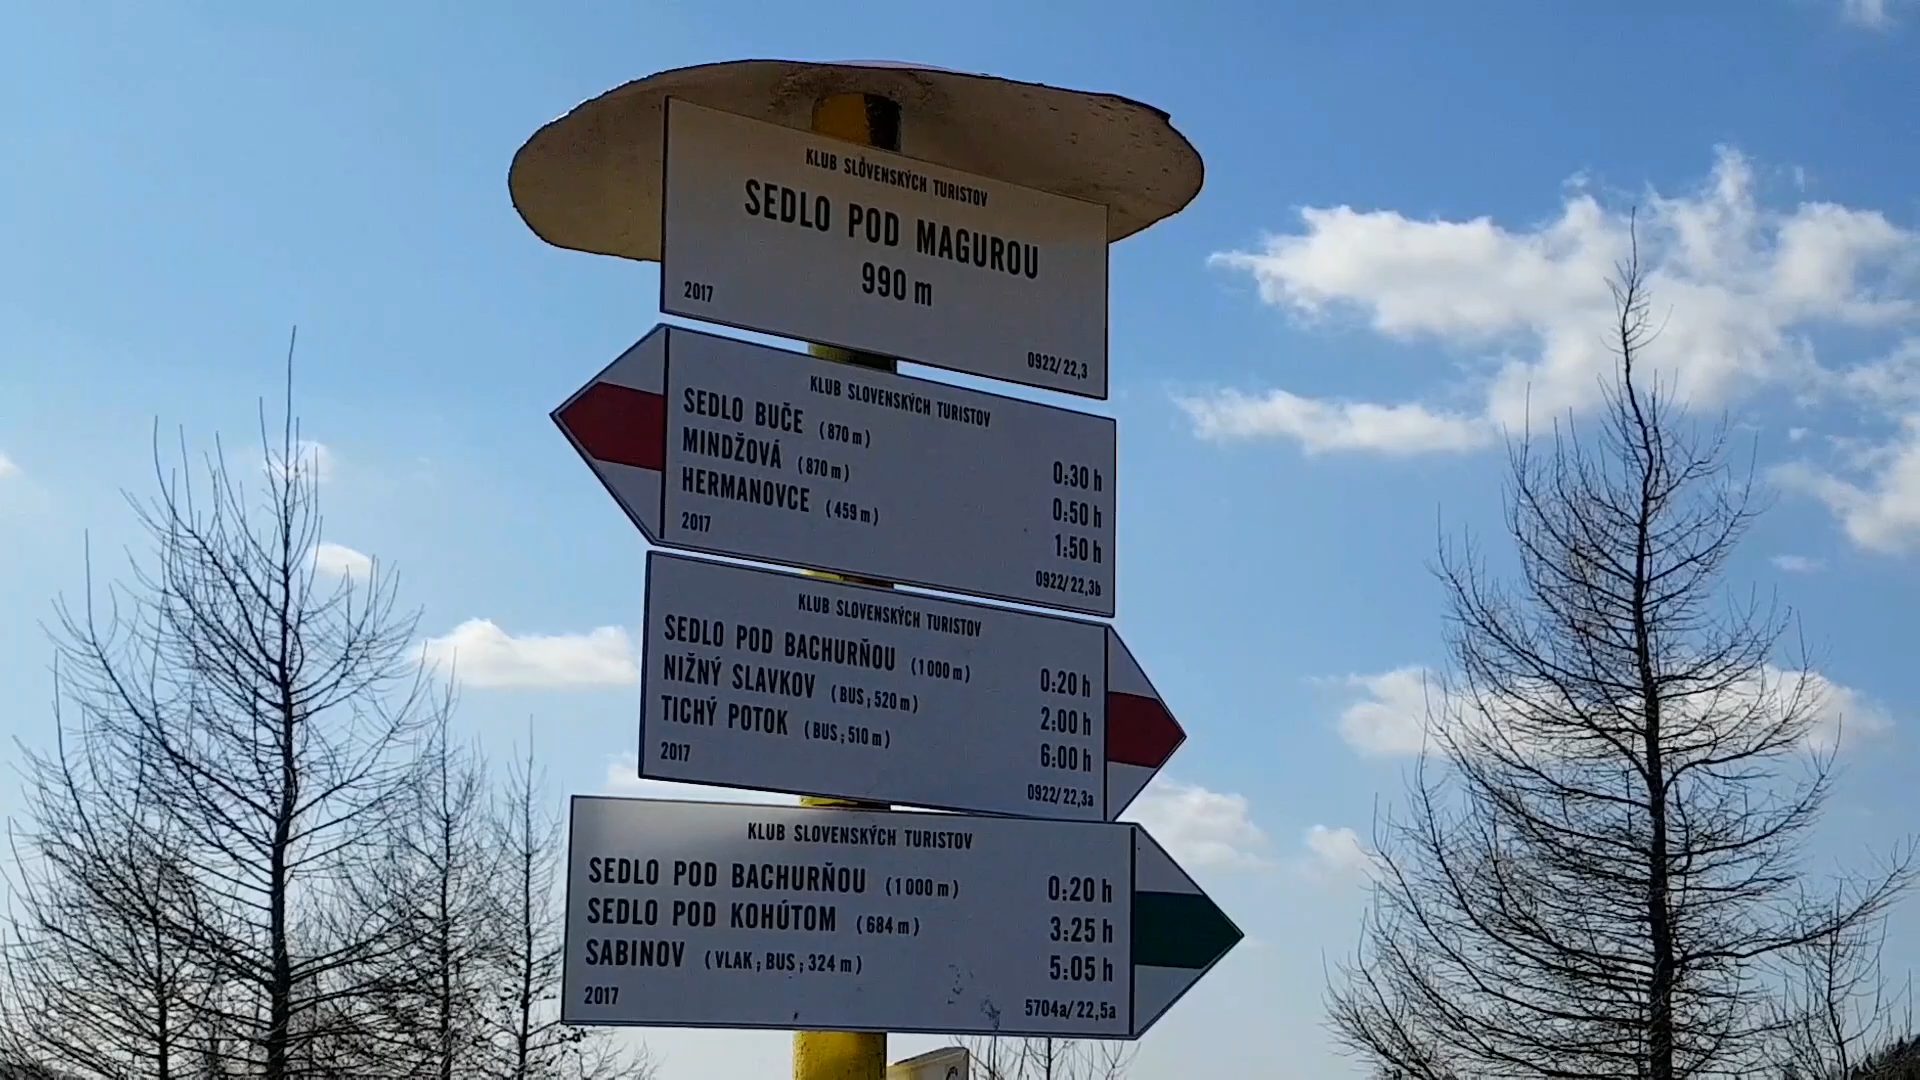 KLUB SLOVENSKÝCH TURISTOV
SEDLO POD MAGUROU
990 m
2017
0922/22,3
KLUB SLOVENSKÝCH TURISTOV
SEDLO BUČE (870 m) 0:30 h
MINDŽOVÁ (870 m) 0:50 h
HERMANOVCE (459 m) 1:50 h
2017 0922/22,3b
KLUB SLOVENSKÝCH TURISTOV
SEDLO POD BACHURŇOU (1000 m) 0:20 h
NIŽNÝ SLAVKOV (BUS; 520 m) 2:00 h
TICHÝ POTOK (BUS; 510 m) 6:00 h
2017 0922/22,3a
KLUB SLOVENSKÝCH TURISTOV
SEDLO POD BACHURŇOU (1000 m) 0:20 h
SEDLO POD KOHÚTOM (684 m) 3:25 h
SABINOV (VLAK; BUS; 324 m) 5:05 h
2017 5704a/22,5a